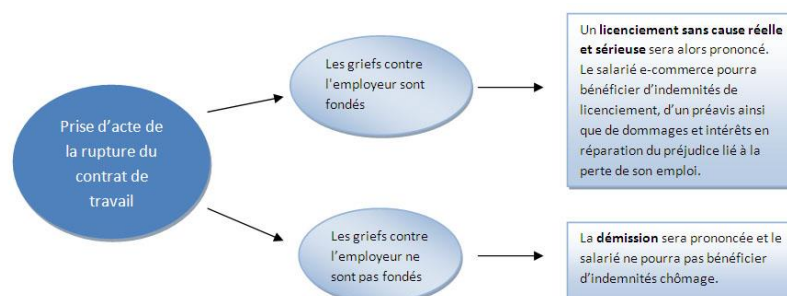 Prise d’acte de
la rupture du
contrat de
travail
Les griefs contre
l'employeur sont
fondés
Un licenciement sans cause réelle
et sérieuse sera alors prononcé.
Le salarié e-commerce pourra
bénéficier d’indemnités de
licenciement, d’un préavis ainsi
que de dommages et intérêts en
réparation du préjudice lié à la
perte de son emploi.
Les griefs contre
l’employeur ne
sont pas fondés
La démission sera prononcée et le
salarié ne pourra pas bénéficier
d’indemnités chômage.